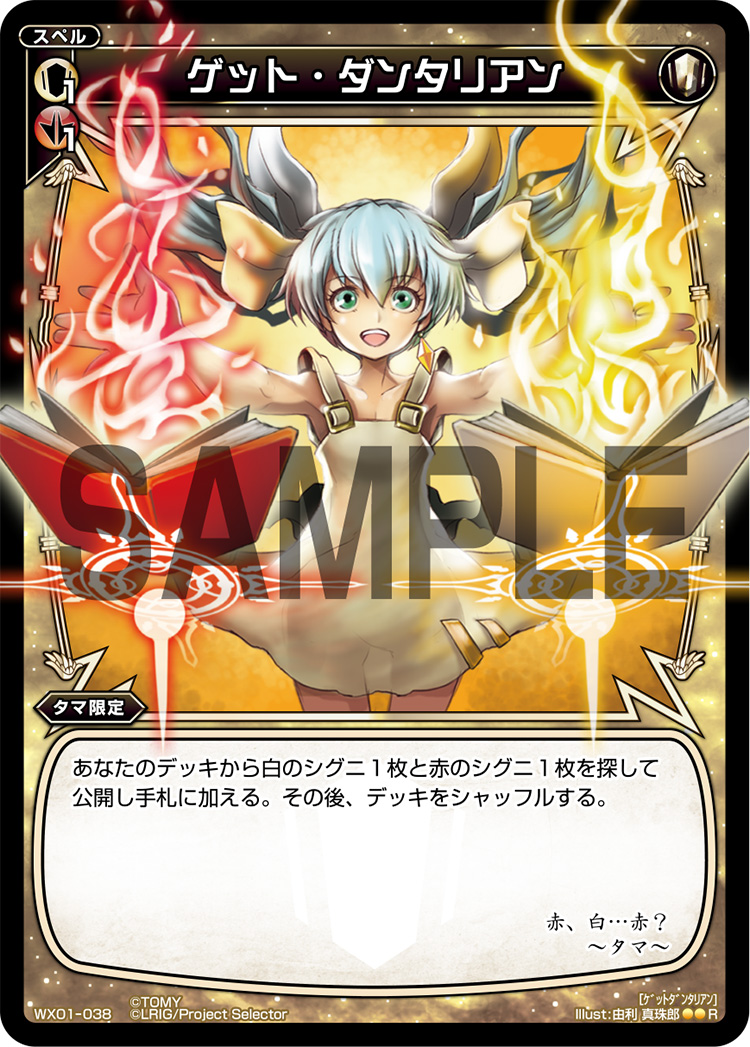 スペル
1
ゲット・ダンタリアン
1
SAMPLE
タマ限定
あなたのデッキから白のシグニ１枚と赤のシグニ１枚を探して
公開し手札に加える。その後、デッキをシャッフルする。
赤、白…赤？
～タマ～
WX01-038
©TOMY
©LRIG/Project Selector
[ｹﾞｯﾄﾀﾞﾝﾀﾘｱﾝ]
Illust:由利 真珠郎 R